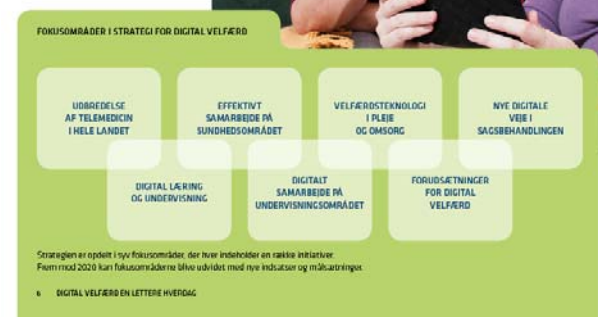 FOKUSOMRÅDER I STRATEGI FOR DIGITAL VELFÆRD
UDBREDELSE
AF TELEMEDICIN
I HELE LANDET
EFFEKTIVT
SAMARBEJDE PÅ
SUNDHEDSOMRÅDET
VELFÆRDSTEKNOLOGI
I PLEJE
OG OMSORG
NYE DIGITALE
VEJE I
SAGSBEHANDLINGEN
DIGITAL LÆRING
OG UNDERVISNING
DIGITALT
SAMARBEJDE PÅ
UNDERVISNINGSOMRÅDET
FORUDSÆTNINGER
FOR DIGITAL
VELFÆRD
Strategien er opdelt i syv fokusområder, der hver indeholder en række initiativer.
Frem mod 2020 kan fokusområderne blive udvidet med nye indsatser og målsætninger.
6 DIGITAL VELFÆRD EN LETTERE HVERDAG